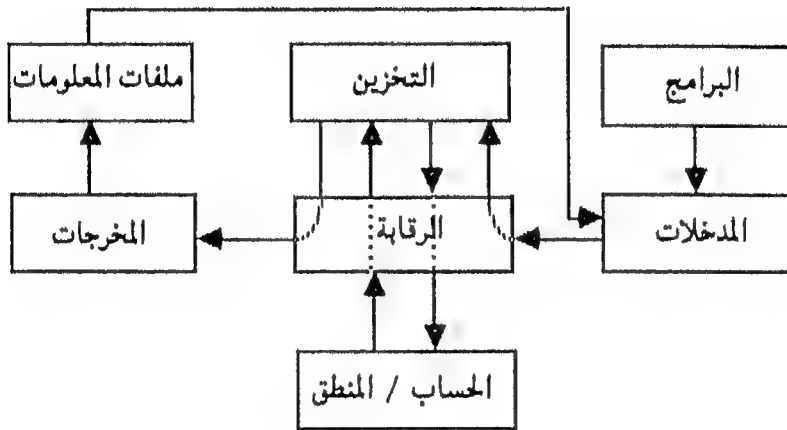 البرامج
التخزين
ملفات المعلومات
المدخلات
الرقابة
المخرجات
الحساب / المنطق